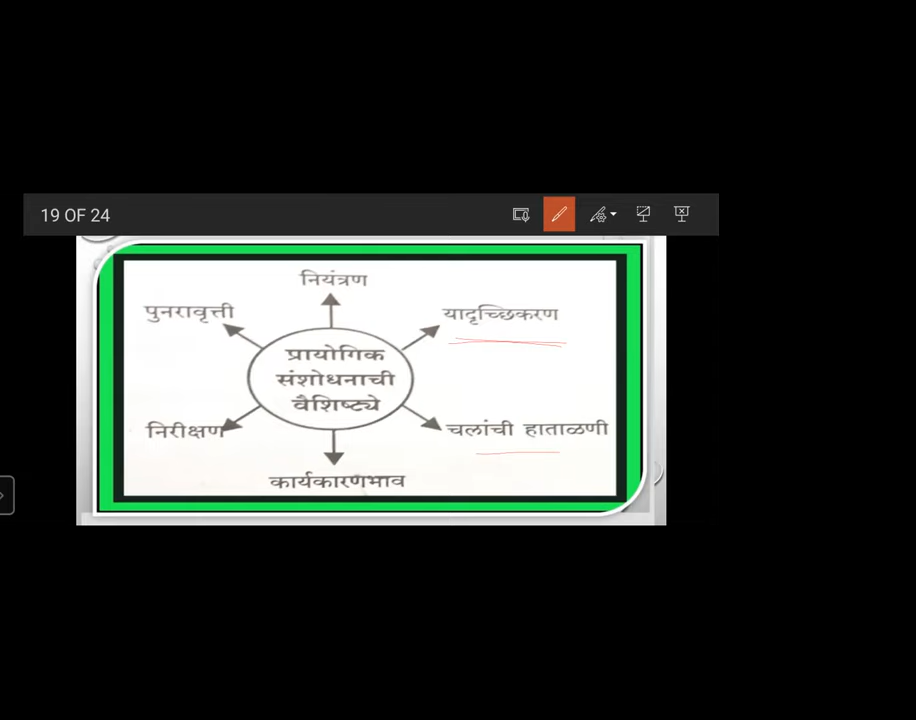 19 OF 24
नियंत्रण
पुनरावृत्ती
यादृच्छिकरण
प्रायोगिक
संशोधनाची
वैशिष्ट्ये
निरीक्षण
चलांची हाताळणी
कार्यकारणभाव